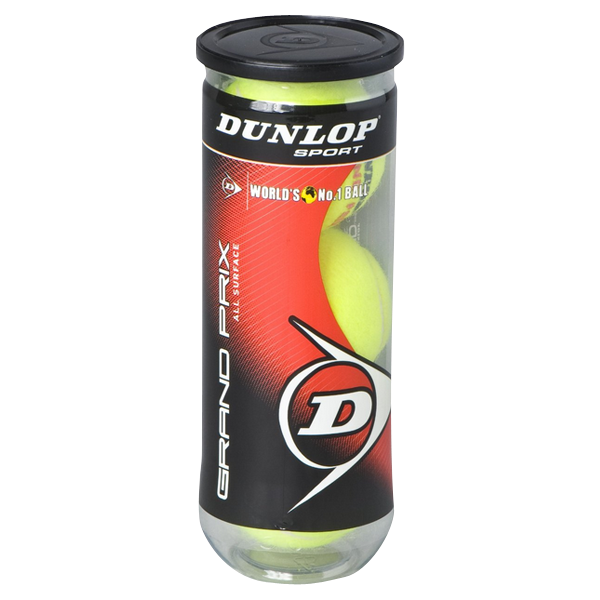 DUNLOP
SPORT
D
WORLD'S No.1 BALL
GRAND PRIX
ALL SURFACE
D